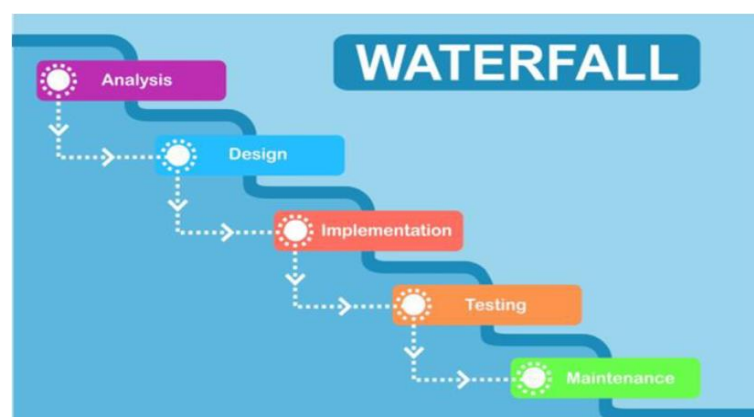 WATERFALL
Analysis
Design
Implementation
Testing
Maintenance